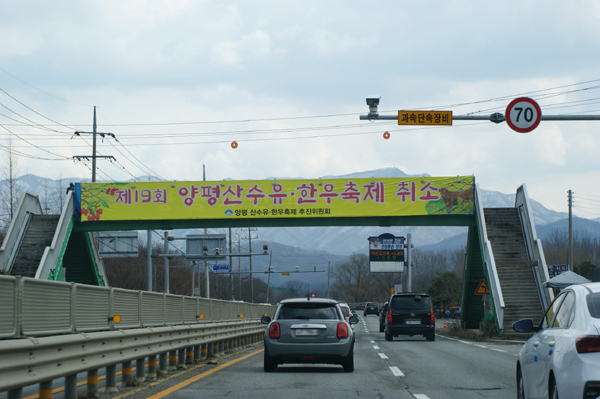 과속단속장비
70
"제19회 양평산수유·한우축제 취소
양평 산수유·한우축제 추진위원회